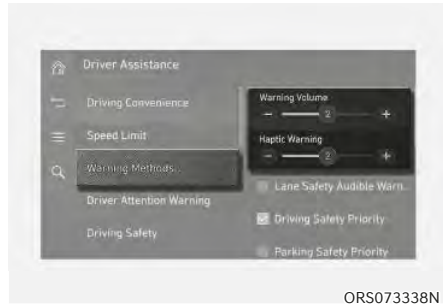 Driver Assistance
Driving Convenience
Speed Limit
Warning Methods
Driver Attention Warning
Driving Safety
Warning Volume
− 2 +
Haptic Warning
− 2 +
Lane Safety Audible Warn...
Driving Safety Priority
Parking Safety Priority
ORS073338N